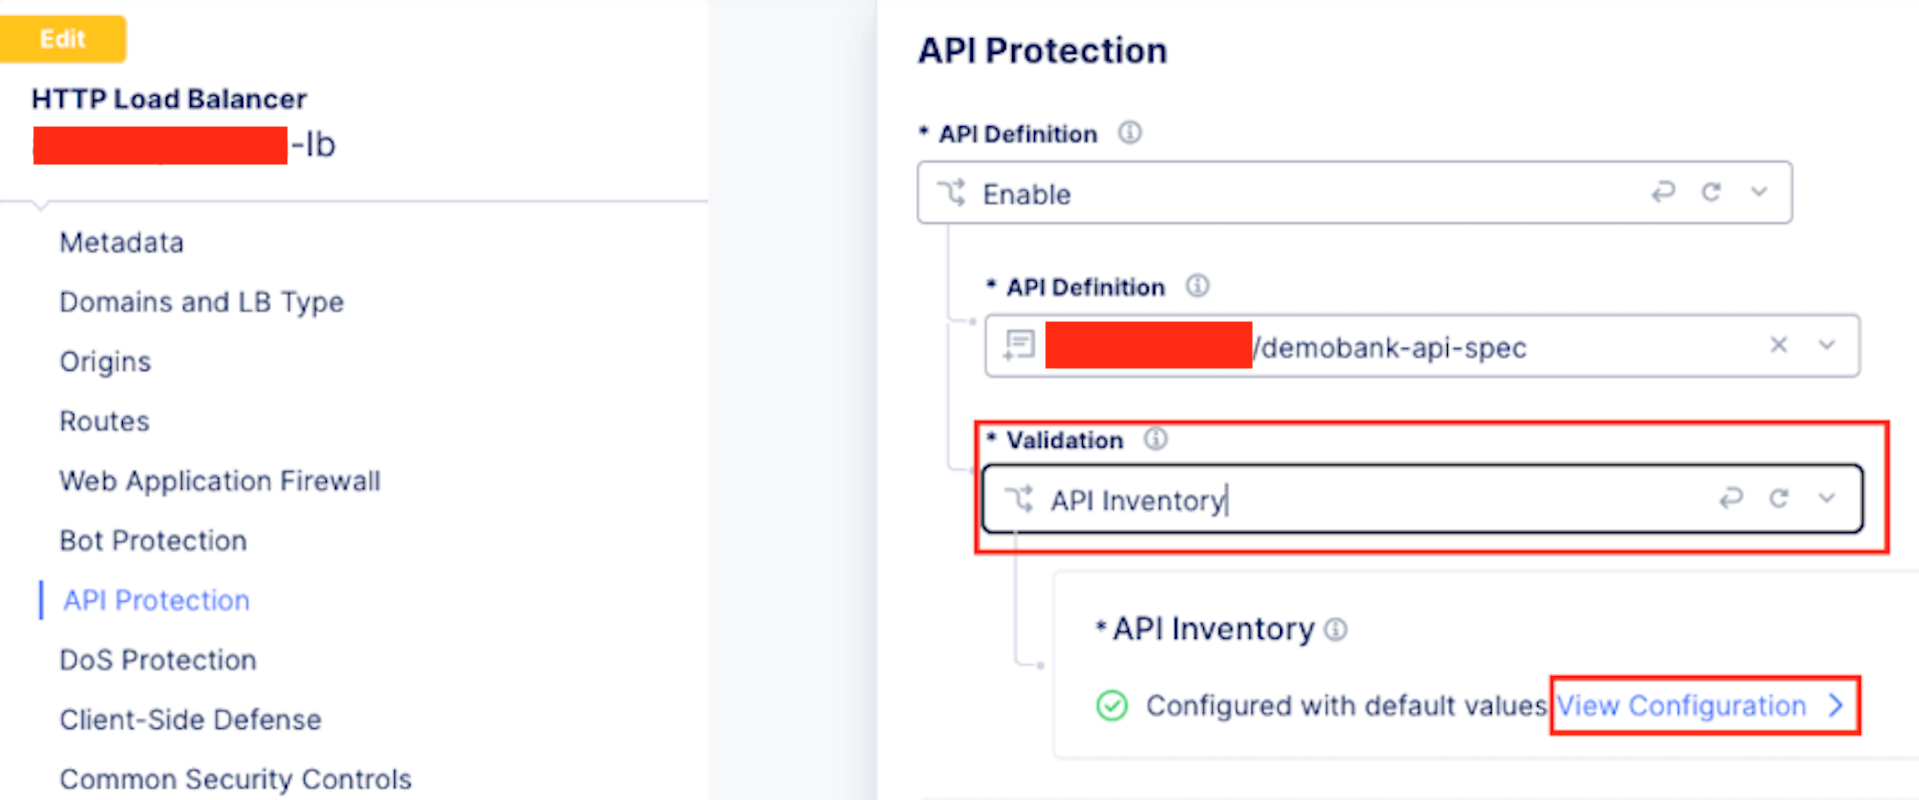 Edit
HTTP Load Balancer
-lb
Metadata
Domains and LB Type
Origins
Routes
Web Application Firewall
Bot Protection
API Protection
DoS Protection
Client-Side Defense
Common Security Controls
API Protection
* API Definition
Enable
* API Definition
/demobank-api-spec
* Validation
API Inventory
* API Inventory
Configured with default values View Configuration